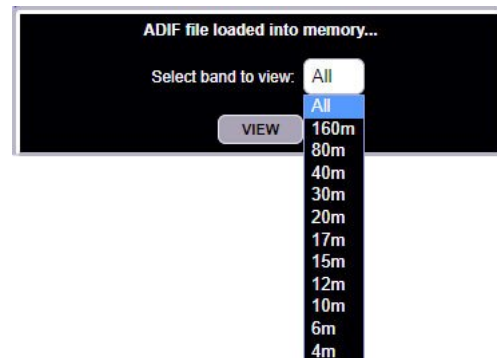 ADIF file loaded into memory...
Select band to view: All
All
VIEW
160m
80m
40m
30m
20m
17m
15m
12m
10m
6m
4m